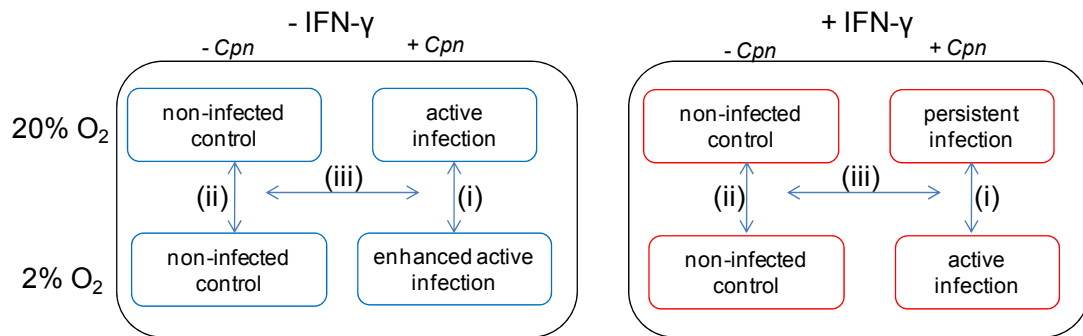 - IFN-γ
+ IFN-γ
- Cpn
+ Cpn
- Cpn
+ Cpn
20% O₂
non-infected
control
active
infection
non-infected
control
persistent
infection
(ii)
(iii)
(i)
(ii)
(iii)
(i)
2% O₂
non-infected
control
enhanced active
infection
non-infected
control
active
infection